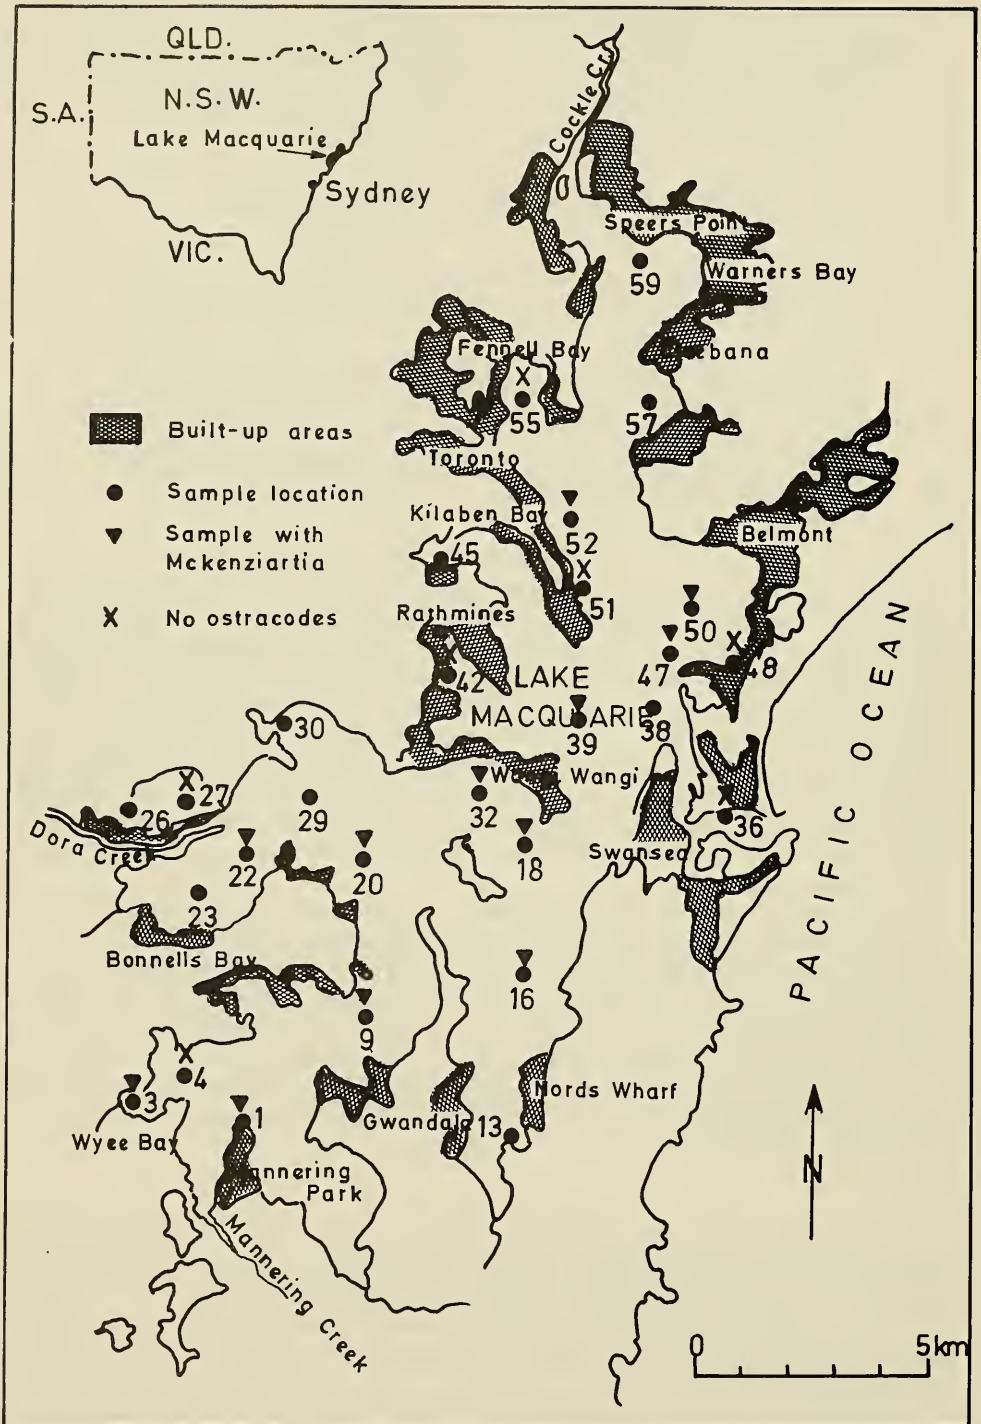 QLD.
N.S.W.
S.A.
Lake Macquarie
Sydney
VIC.
Cockle Cr.
Speers Point
Warners Bay
59
Fennell Bay
X
55
57
Built-up areas
Toronto
Sample location
Kilaben Bay
52
Belmont
Sample with
Mckenziartia
45
X
51
X No ostracodes
Rathmines
50
X
48
X
42
47
LAKE
MACQUARIE
39
38
30
Wangi
X
27
26
29
32
X
36
Dora Creek
22
20
18
Swansea
23
Bonnells Bay
16
9
X
4
3
Nords Wharf
1
Gwandala
13
Wyee Bay
Mannering
Park
Mannering Creek
PACIFIC OCEAN
N
0 5km